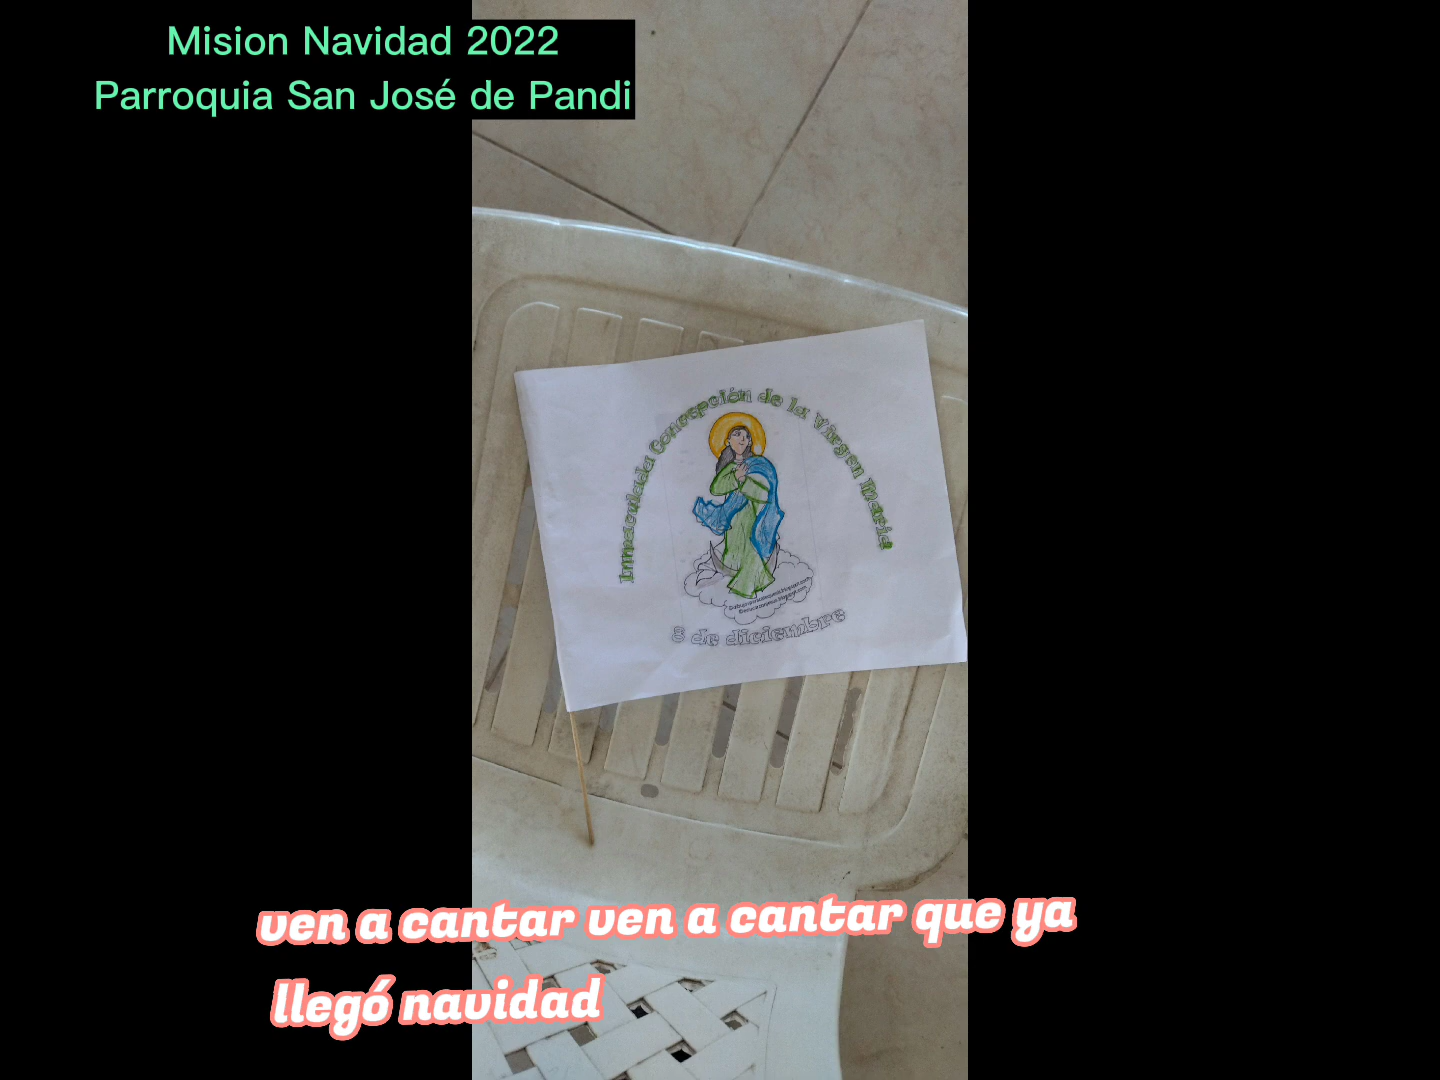 Mision Navidad 2022
Parroquia San José de Pandi
Inmaculada Concepción de la Virgen María
8 de diciembre
ven a cantar ven a cantar que ya
llegó navidad